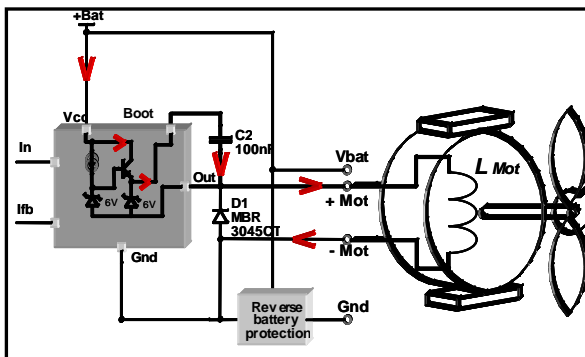 +Bat
Vcc
Boot
In
Ifb
6V
6V
Out
Gnd
C2
100nF
D1
MBR
3045CT
Vbat
+ Mot
- Mot
L Mot
Reverse
battery
protection
Gnd